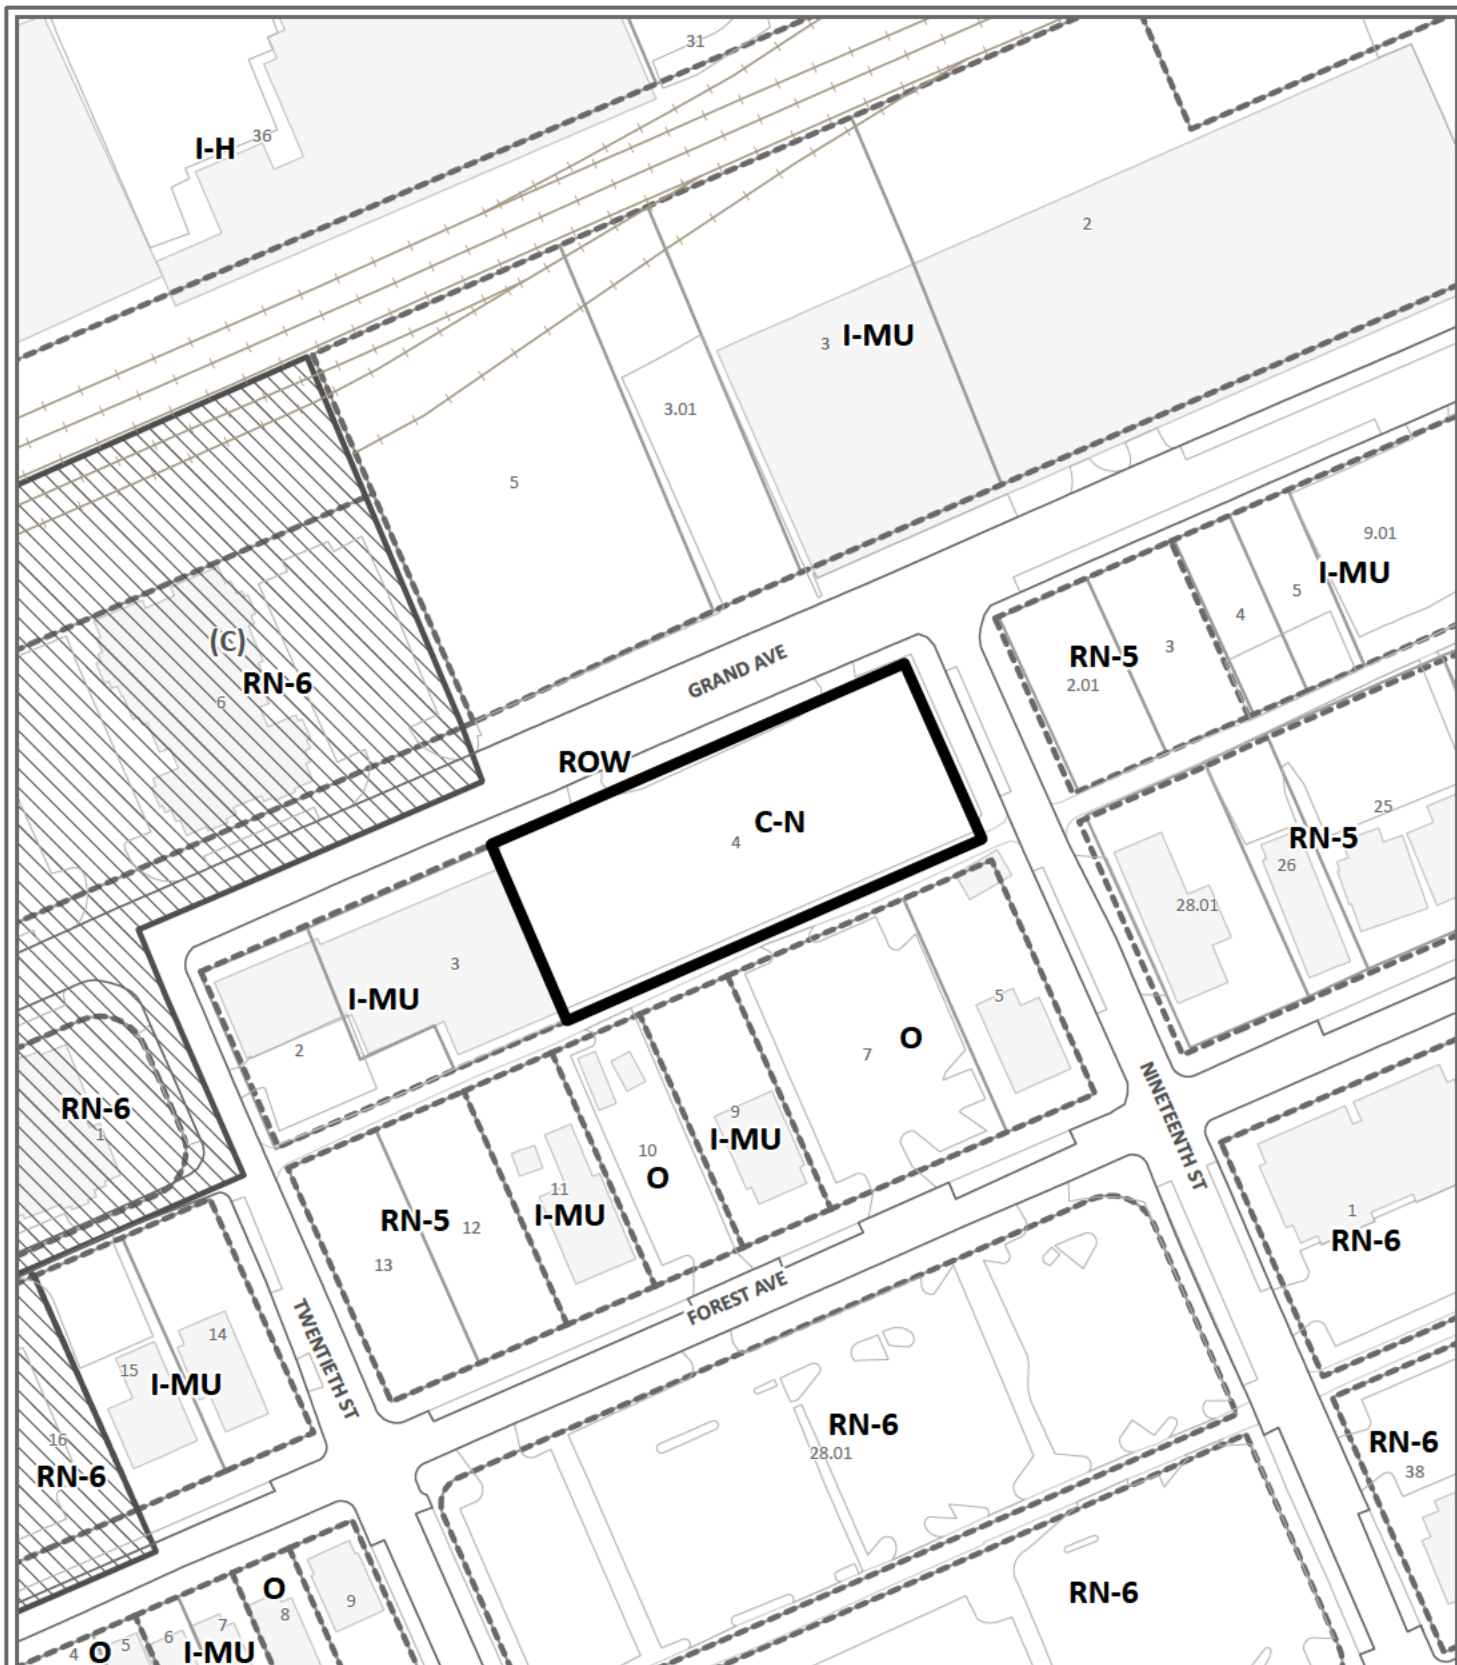 31
I-H
36
2
3
I-MU
3.01
5
9.01
I-MU
5
4
(C)
RN-6
6
GRAND AVE
RN-5
3
2.01
ROW
C-N
4
25
RN-5
26
28.01
3
I-MU
2
5
O
7
RN-6
1
9
I-MU
10
O
NINETEENTH ST
11
I-MU
RN-5
12
13
1
RN-6
FOREST AVE
TWENTIETH ST
14
15
I-MU
16
RN-6
RN-6
28.01
RN-6
38
O
8
9
RN-6
4
O
5
6
7
I-MU